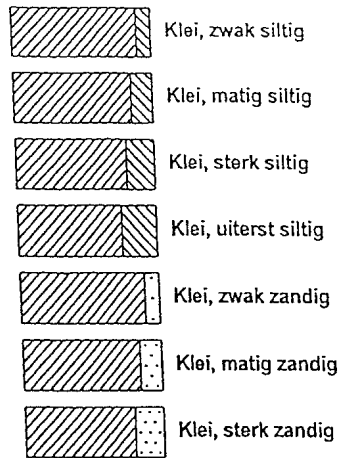 Klei, zwak siltig
Klei, matig siltig
Klei, sterk siltig
Klei, uiterst siltig
Klei, zwak zandig
Klei, matig zandig
Klei, sterk zandig